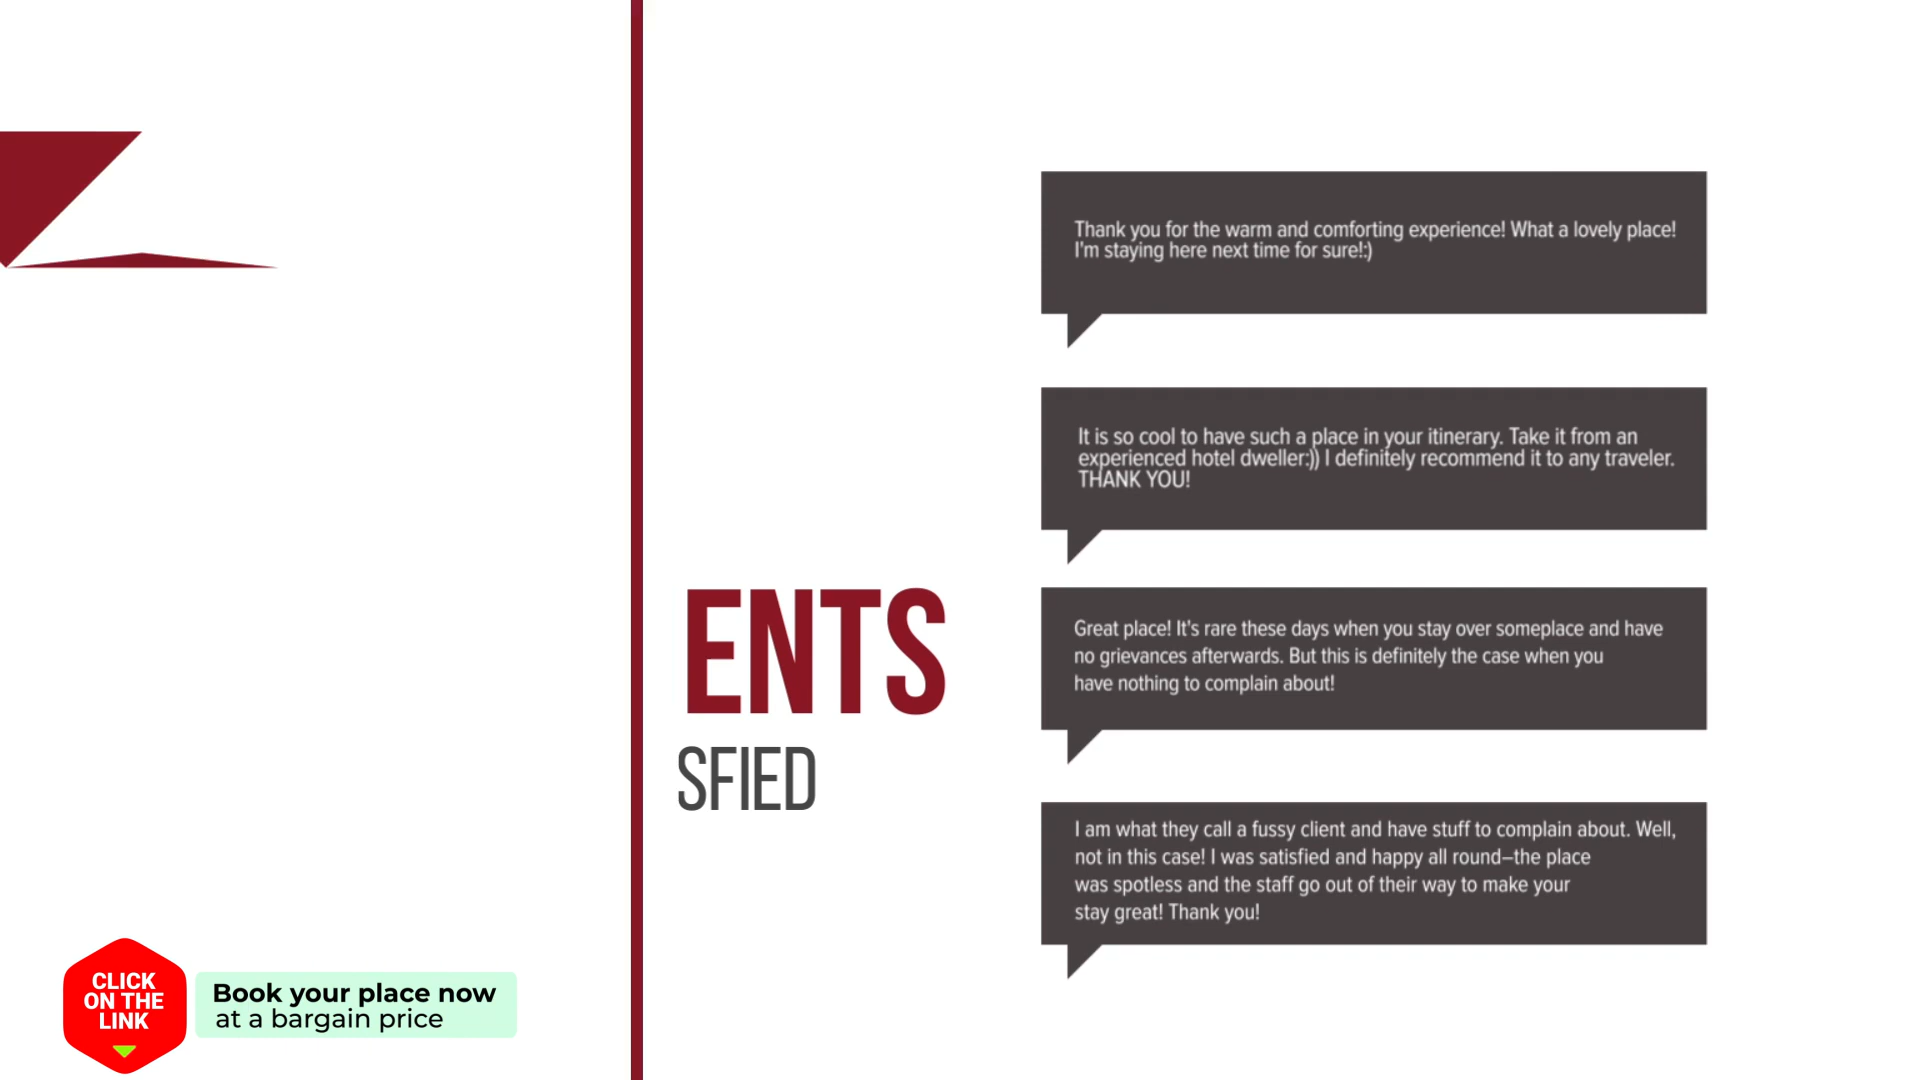 Thank you for the warm and comforting experience! What a lovely place!
I'm staying here next time for sure!:)
It is so cool to have such a place in your itinerary. Take it from an
experienced hotel dweller:)) I definitely recommend it to any traveler.
THANK YOU!
ENTS
SFIED
Great place! It's rare these days when you stay over someplace and have
no grievances afterwards. But this is definitely the case when you
have nothing to complain about!
I am what they call a fussy client and have stuff to complain about. Well,
not in this case! I was satisfied and happy all round–the place
was spotless and the staff go out of their way to make your
stay great! Thank you!
CLICK
ON THE
LINK
Book your place now
at a bargain price